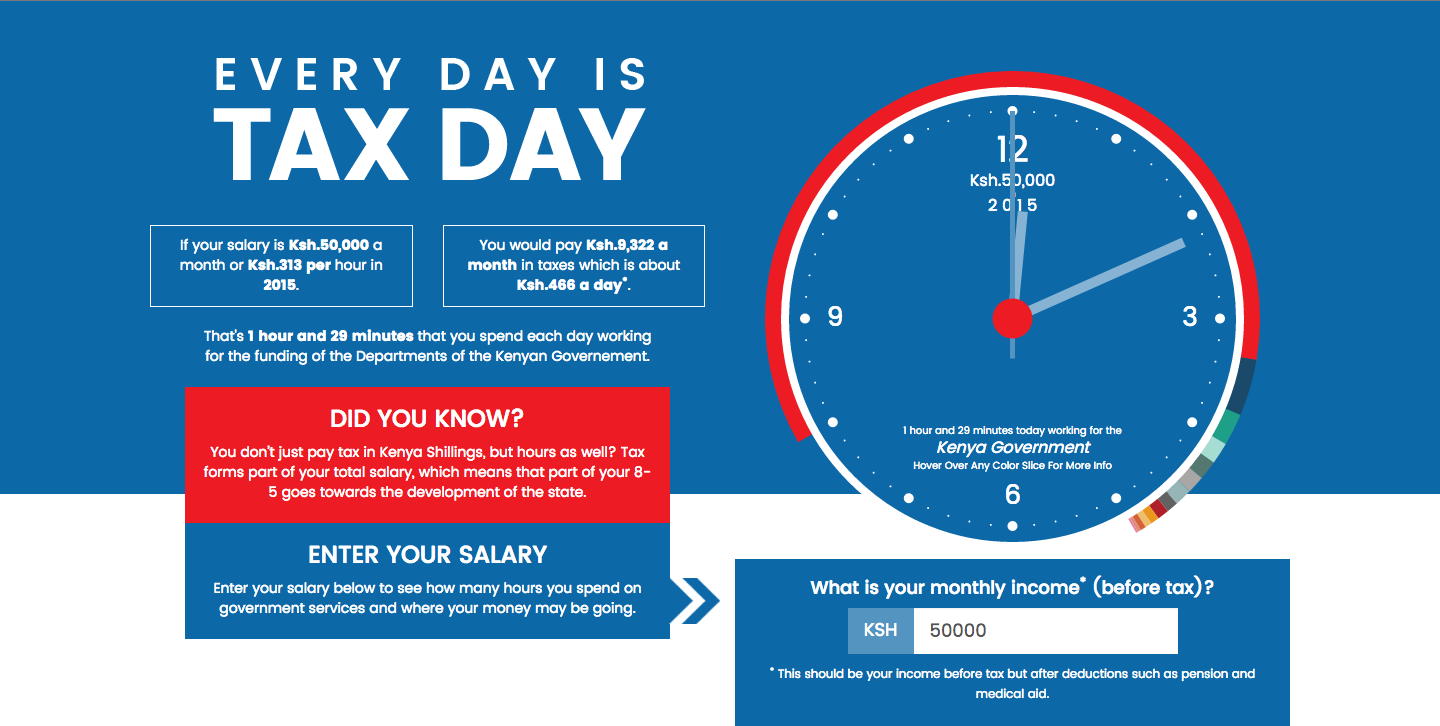 EVERY DAY IS
TAX DAY
If your salary is Ksh.50,000 a
month or Ksh.313 per hour in
2015.
You would pay Ksh.9,322 a
month in taxes which is about
Ksh.466 a day*.
That's 1 hour and 29 minutes that you spend each day working
for the funding of the Departments of the Kenyan Governement.
DID YOU KNOW?
You don't just pay tax in Kenya Shillings, but hours as well? Tax
forms part of your total salary, which means that part of your 8-
5 goes towards the development of the state.
ENTER YOUR SALARY
Enter your salary below to see how many hours you spend on
government services and where your money may be going.
12
Ksh.50,000
2015
9
3
1 hour and 29 minutes today working for the
Kenya Government
Hover Over Any Color Slice For More Info
6
What is your monthly income* (before tax)?
KSH 50000
* This should be your income before tax but after deductions such as pension and
medical aid.